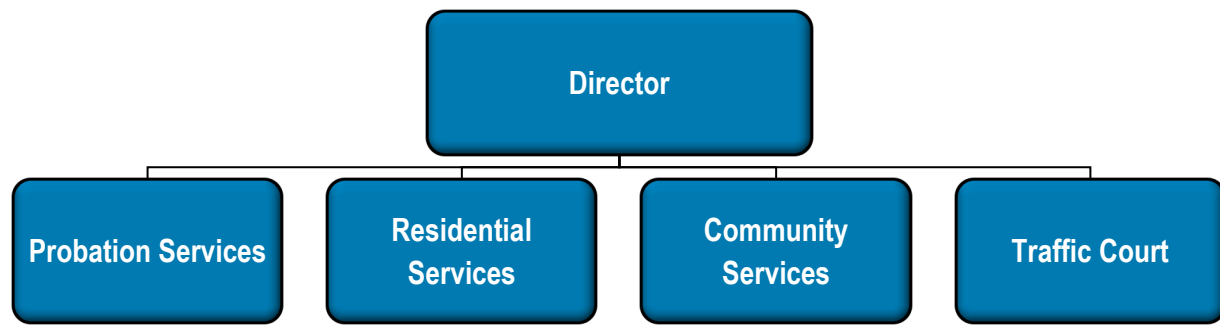 Director
Probation Services
Residential
Services
Community
Services
Traffic Court